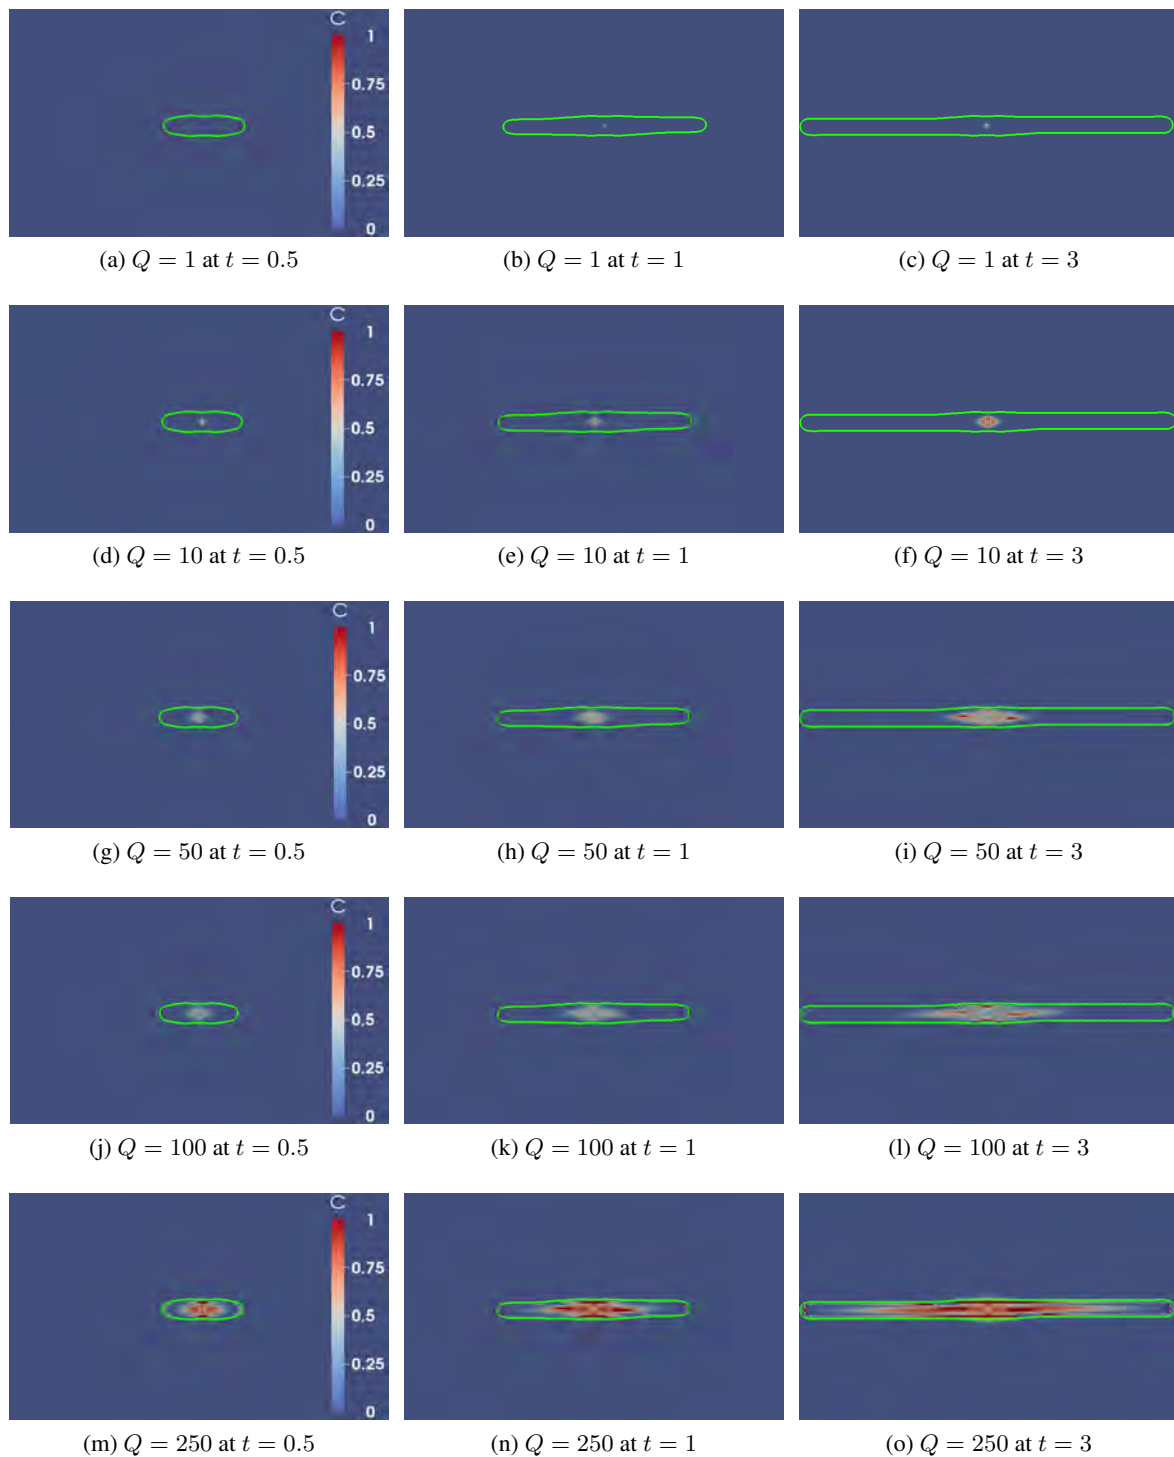 C
1
0.75
0.5
0.25
0
(a) Q = 1 at t = 0.5
(b) Q = 1 at t = 1
(c) Q = 1 at t = 3
C
1
0.75
0.5
0.25
0
(d) Q = 10 at t = 0.5
(e) Q = 10 at t = 1
(f) Q = 10 at t = 3
C
1
0.75
0.5
0.25
0
(g) Q = 50 at t = 0.5
(h) Q = 50 at t = 1
(i) Q = 50 at t = 3
C
1
0.75
0.5
0.25
0
(j) Q = 100 at t = 0.5
(k) Q = 100 at t = 1
(l) Q = 100 at t = 3
C
1
0.75
0.5
0.25
0
(m) Q = 250 at t = 0.5
(n) Q = 250 at t = 1
(o) Q = 250 at t = 3